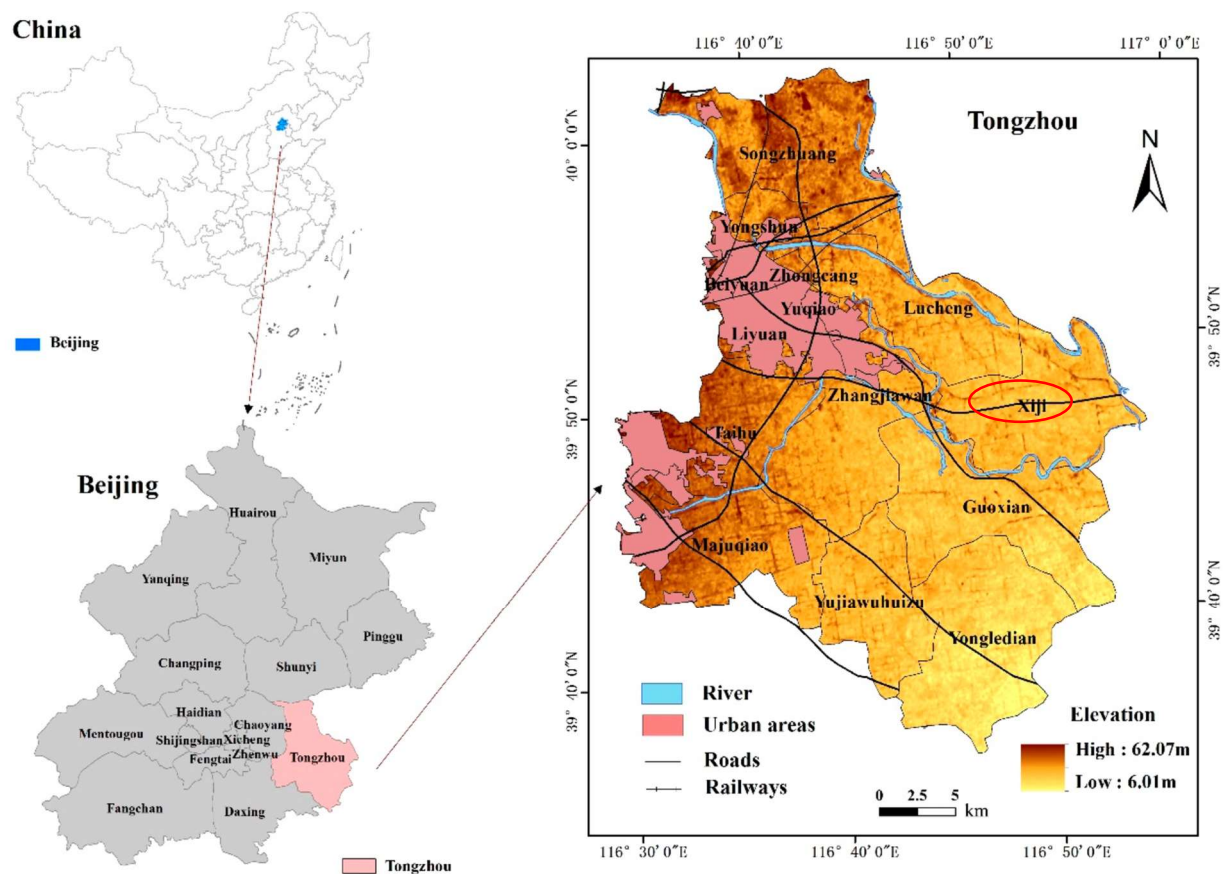 China
Beijing
Beijing
Huairou
Miyun
Yanqing
Pinggu
Changping
Shunyi
Haidian
Chaoyang
Mentougou
Shijingshan
Xicheng
Tongzhou
Zhenwu
Fengtai
Fangchan
Daxing
Tongzhou
116° 40′ 0″E
116° 50′ 0″E
117° 0′ 0″E
40° 0′ 0″N
39° 50′ 0″N
39° 40′ 0″N
Tongzhou
N
Songzhuang
Yongshun
Zhongcang
Beiyuan
Yuqiao
Lucheng
Liyuan
Zhangjiawan
Xiji
Taihu
Guoxian
Majuqiao
Yujiawuhuizu
Yongledian
39° 50′ 0″N
39° 40′ 0″N
River
Urban areas
Roads
Railways
Elevation
High : 62.07m
Low : 6.01m
0 2.5 5
km
116° 30′ 0″E
116° 40′ 0″E
116° 50′ 0″E